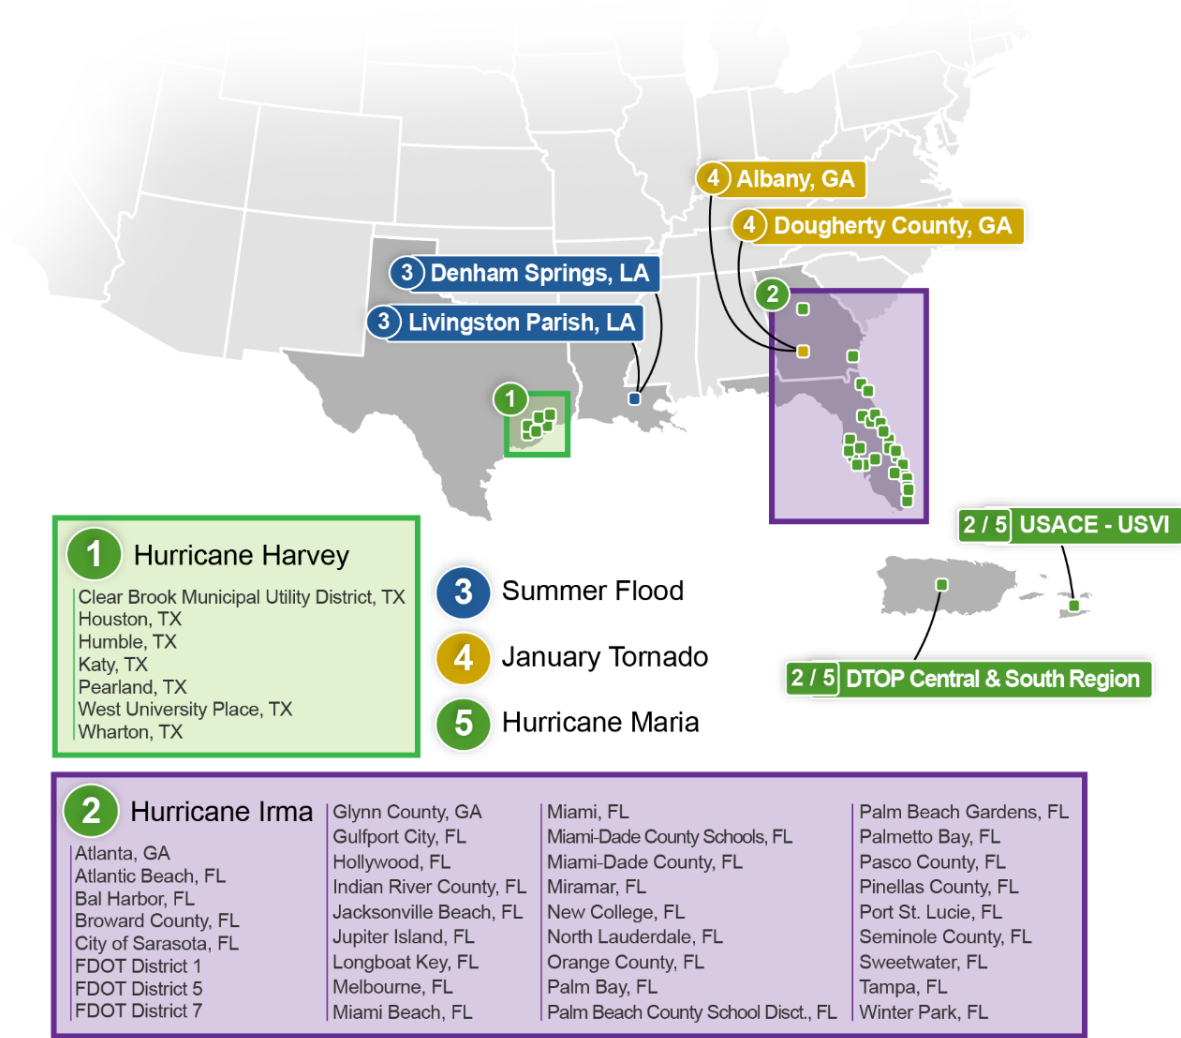 4 Albany, GA
4 Dougherty County, GA
3 Denham Springs, LA
3 Livingston Parish, LA
2
1
2 / 5 USACE - USVI
2 / 5 DTOP Central & South Region
1 Hurricane Harvey
Clear Brook Municipal Utility District, TX
Houston, TX
Humble, TX
Katy, TX
Pearland, TX
West University Place, TX
Wharton, TX
3 Summer Flood
4 January Tornado
5 Hurricane Maria
2 Hurricane Irma
Atlanta, GA
Atlantic Beach, FL
Bal Harbor, FL
Broward County, FL
City of Sarasota, FL
FDOT District 1
FDOT District 5
FDOT District 7
Glynn County, GA
Gulfport City, FL
Hollywood, FL
Indian River County, FL
Jacksonville Beach, FL
Jupiter Island, FL
Longboat Key, FL
Melbourne, FL
Miami Beach, FL
Miami, FL
Miami-Dade County Schools, FL
Miami-Dade County, FL
Miramar, FL
New College, FL
North Lauderdale, FL
Orange County, FL
Palm Bay, FL
Palm Beach County School Disct., FL
Palm Beach Gardens, FL
Palmetto Bay, FL
Pasco County, FL
Pinellas County, FL
Port St. Lucie, FL
Seminole County, FL
Sweetwater, FL
Tampa, FL
Winter Park, FL